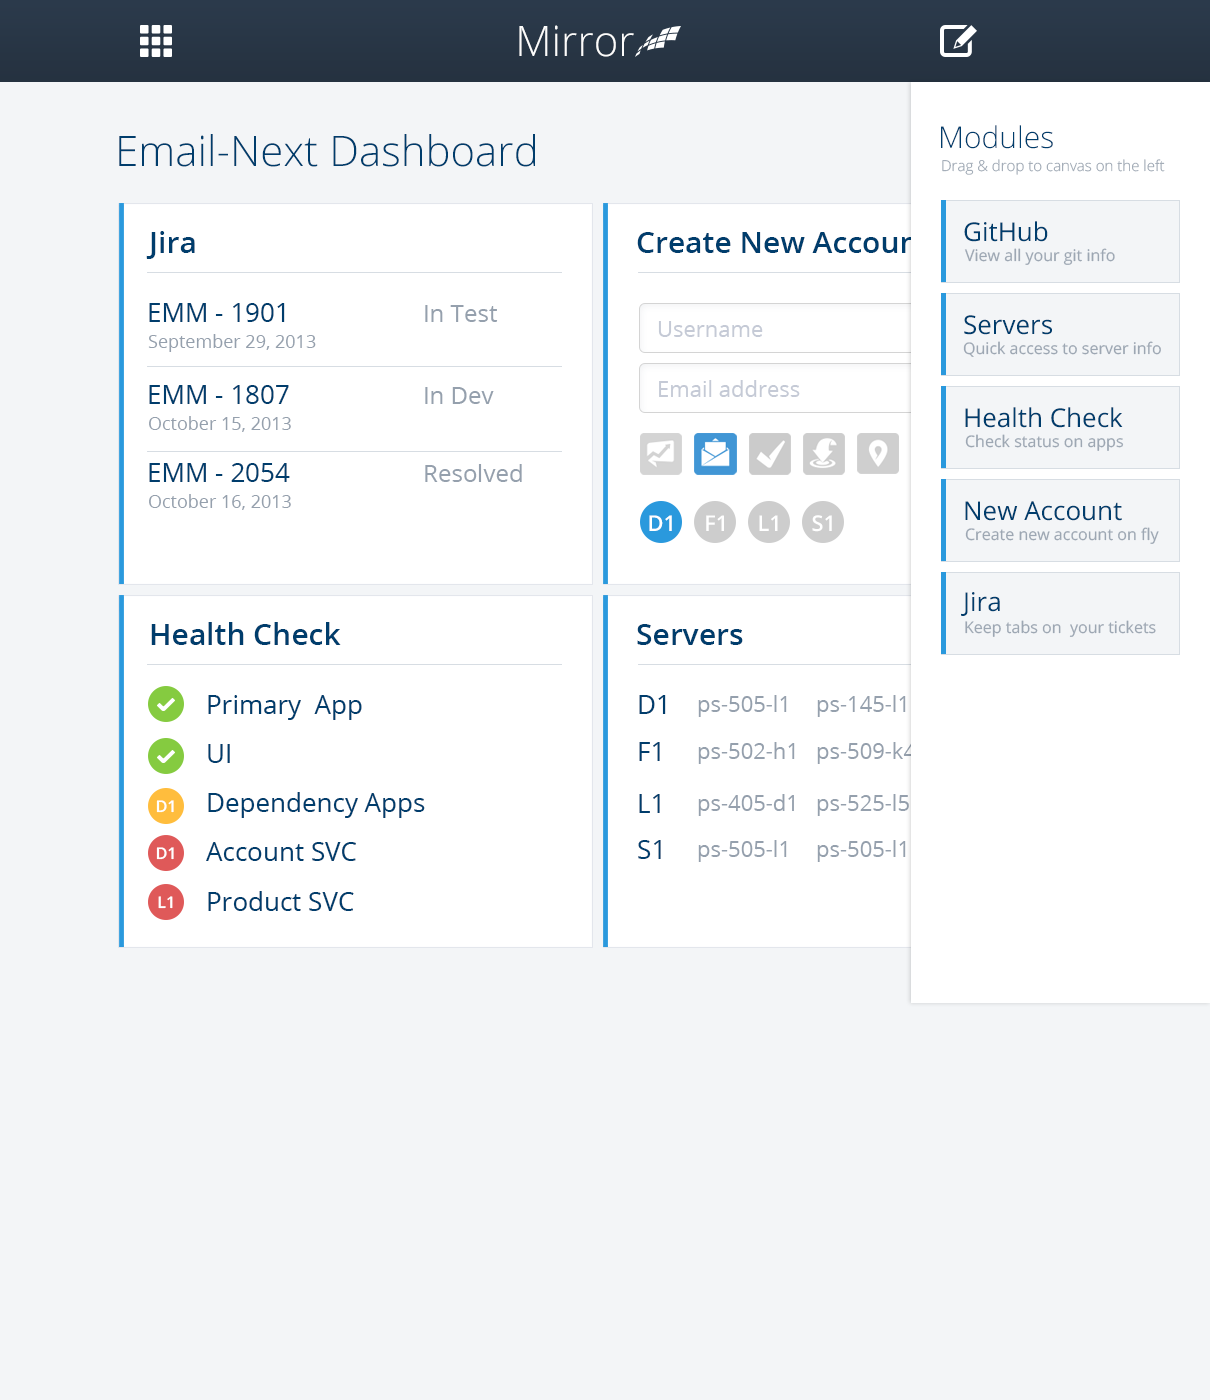 Mirror
Email-Next Dashboard
Jira
EMM - 1901
In Test
September 29, 2013
EMM - 1807
In Dev
October 15, 2013
EMM - 2054
Resolved
October 16, 2013
Create New Accoun
Username
Email address
D1 F1 L1 S1
Health Check
Primary App
UI
D1 Dependency Apps
D1 Account SVC
L1 Product SVC
Servers
D1 ps-505-l1 ps-145-l1
F1 ps-502-h1 ps-509-k4
L1 ps-405-d1 ps-525-l5
S1 ps-505-l1 ps-505-l1
Modules
Drag & drop to canvas on the left
GitHub
View all your git info
Servers
Quick access to server info
Health Check
Check status on apps
New Account
Create new account on fly
Jira
Keep tabs on your tickets